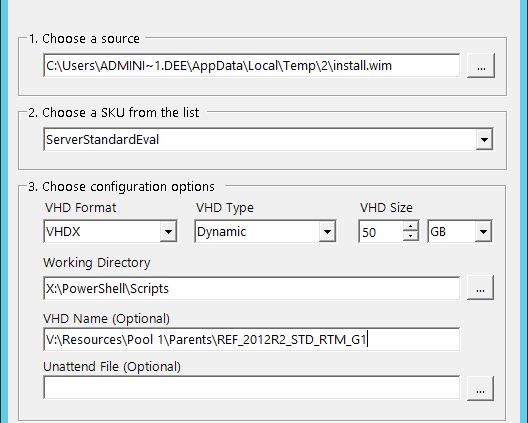 1. Choose a source
C:\Users\ADMINI~1.DEE\AppData\Local\Temp\2\install.wim
...
2. Choose a SKU from the list
ServerStandardEval
3. Choose configuration options
VHD Format VHD Type VHD Size
VHDX Dynamic 50 GB
Working Directory
X:\PowerShell\Scripts
...
VHD Name (Optional)
V:\Resources\Pool 1\Parents\REF_2012R2_STD_RTM_G1
Unattend File (Optional)
...